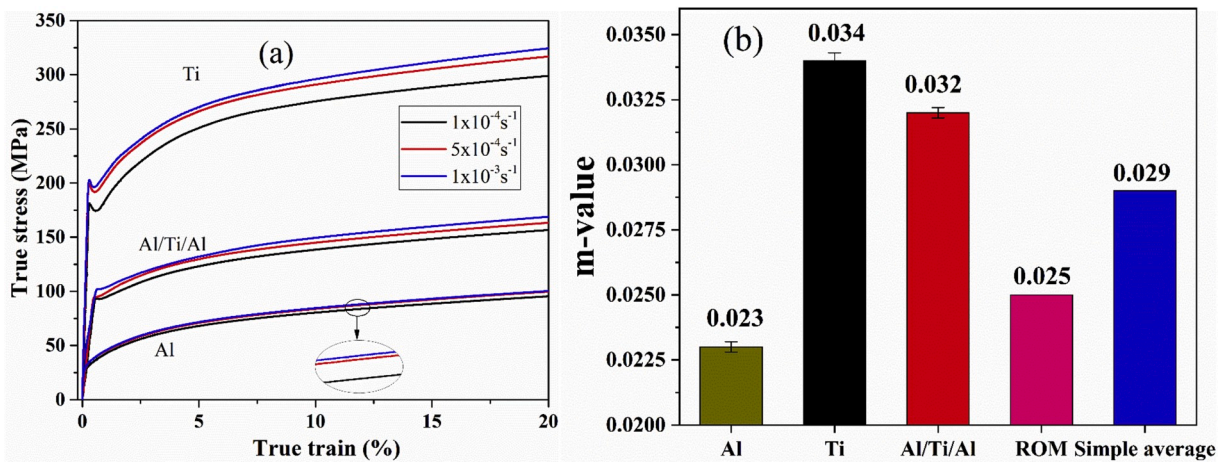 (a)
True stress (MPa)
350
300
250
200
150
100
50
0
Ti
Al/Ti/Al
Al
1x10⁻⁴s⁻¹
5x10⁻⁴s⁻¹
1x10⁻³s⁻¹
0 5 10 15 20
True train (%)
(b)
m-value
0.0350
0.0325
0.0300
0.0275
0.0250
0.0225
0.0200
0.023
0.034
0.032
0.025
0.029
Al Ti Al/Ti/Al ROM Simple average